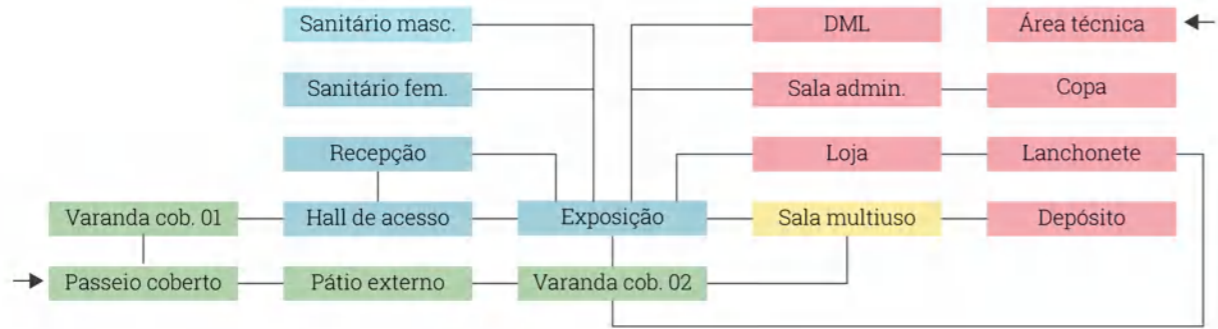 Sanitário masc.
DML
Área técnica
Sanitário fem.
Sala admin.
Copa
Recepção
Loja
Lanchonete
Varanda cob. 01
Hall de acesso
Exposição
Sala multiuso
Depósito
Passeio coberto
Pátio externo
Varanda cob. 02